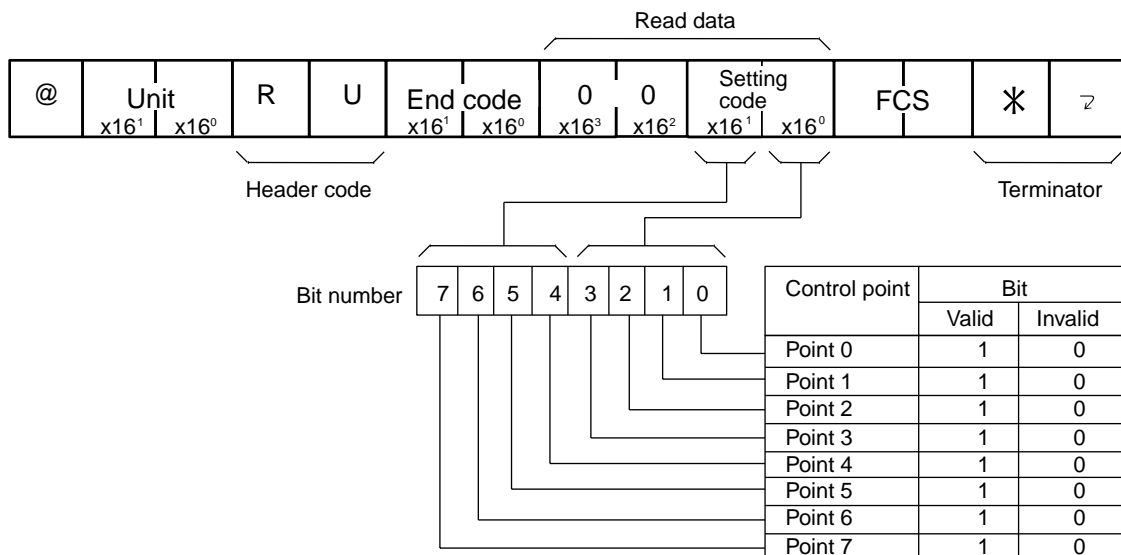 Read data
@ Unit R U End code 0 0 Setting code FCS * ⊋
x16¹ x16⁰ x16¹ x16⁰ x16³ x16² x16¹ x16⁰
Header code Terminator
Bit number 7 6 5 4 3 2 1 0
Control point Bit
Valid Invalid
Point 0 1 0
Point 1 1 0
Point 2 1 0
Point 3 1 0
Point 4 1 0
Point 5 1 0
Point 6 1 0
Point 7 1 0